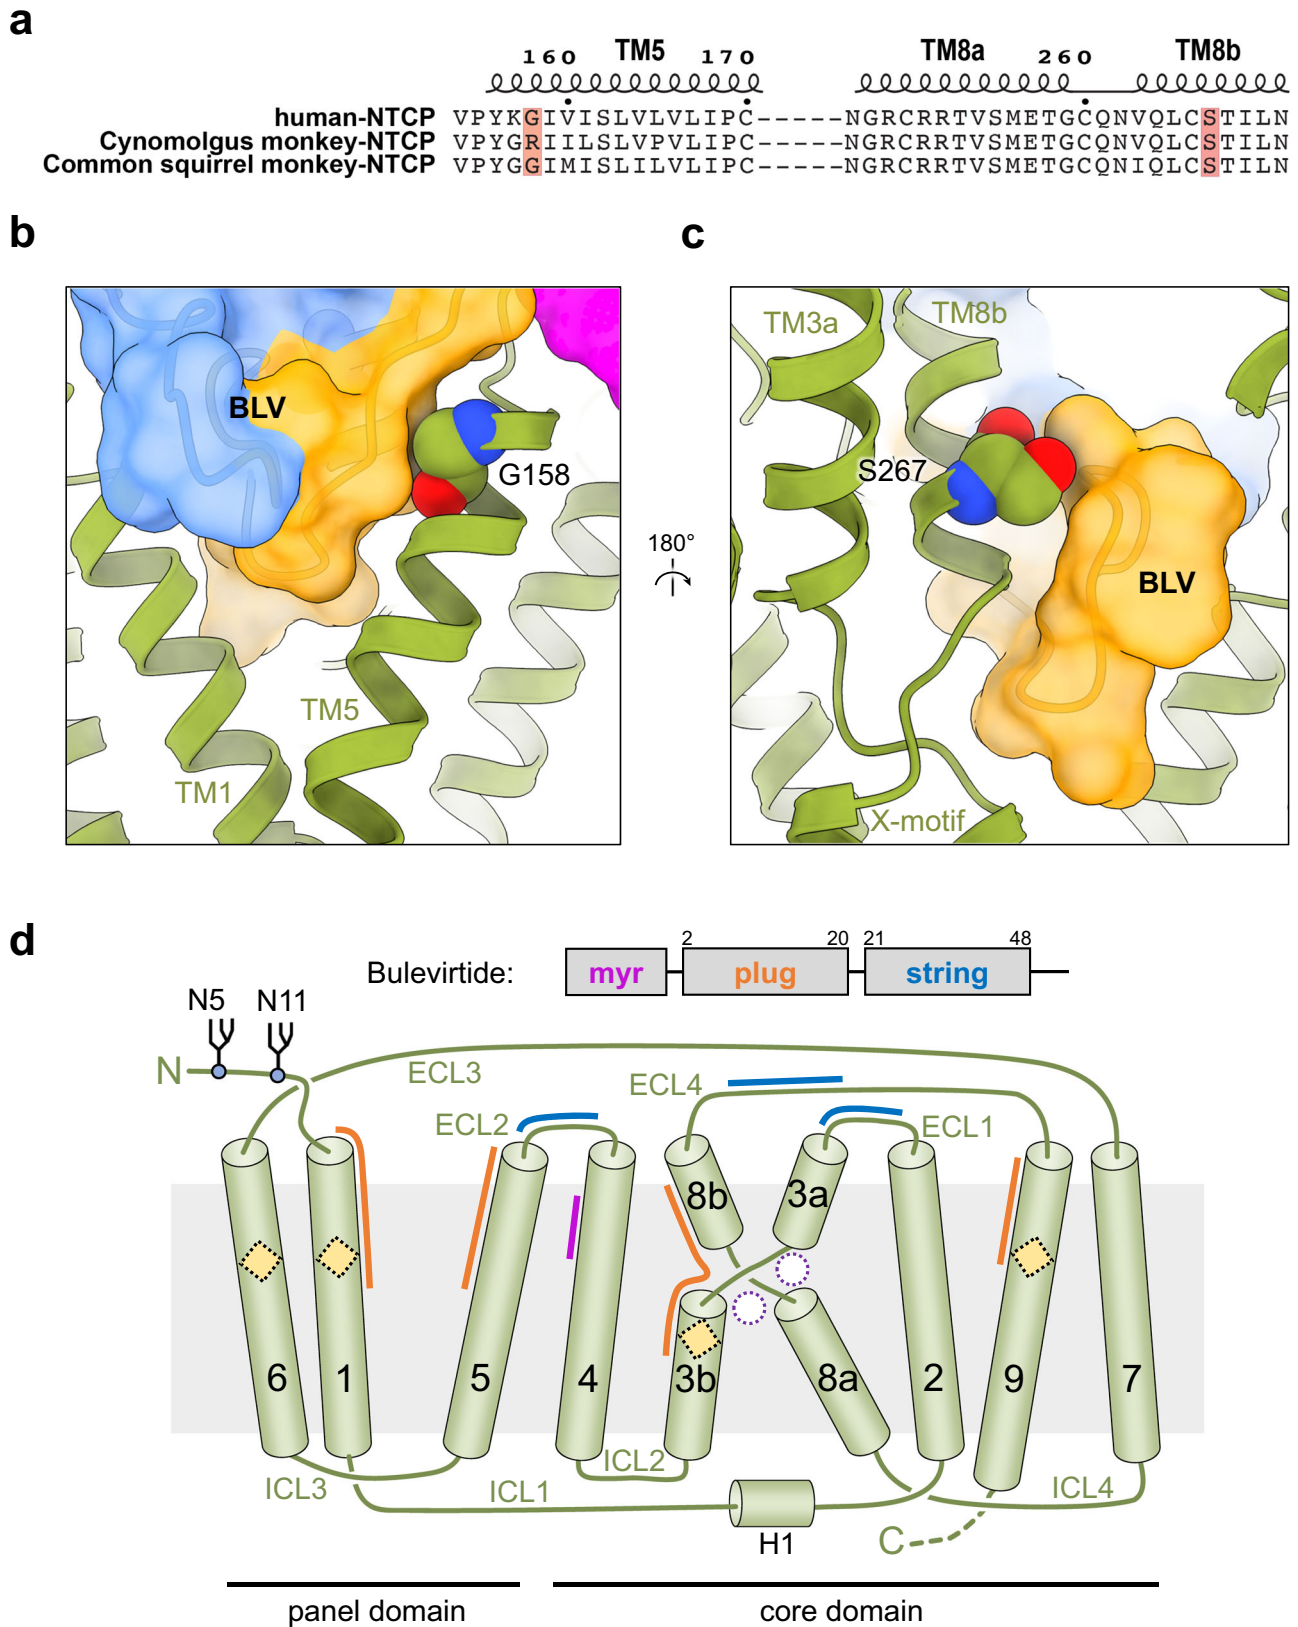 a
160 TM5 170 TM8a 260 TM8b
human-NTCP VPYKGIVISLVLVLIPC-----NGRCRRTVSMETGCQNVQLCSTILN
Cynomolgus monkey-NTCP VPYGRIILSLVPVLIPC-----NGRCRRTVSMETGCQNVQLCSTILN
Common squirrel monkey-NTCP VPYGGIMISLILVLIPC-----NGRCRRTVSMETGCQNIQLCSTILN
b
c
BLV
G158
TM5
TM1
180°
TM3a
TM8b
S267
BLV
X-motif
d
2 20 21 48
Bulevirtide: myr plug string
N5 N11
N
ECL3
ECL4
ECL2
ECL1
8b 3a
6 1 5 4 3b 8a 2 9 7
ICL3
ICL1
ICL2
ICL4
H1
C
panel domain
core domain